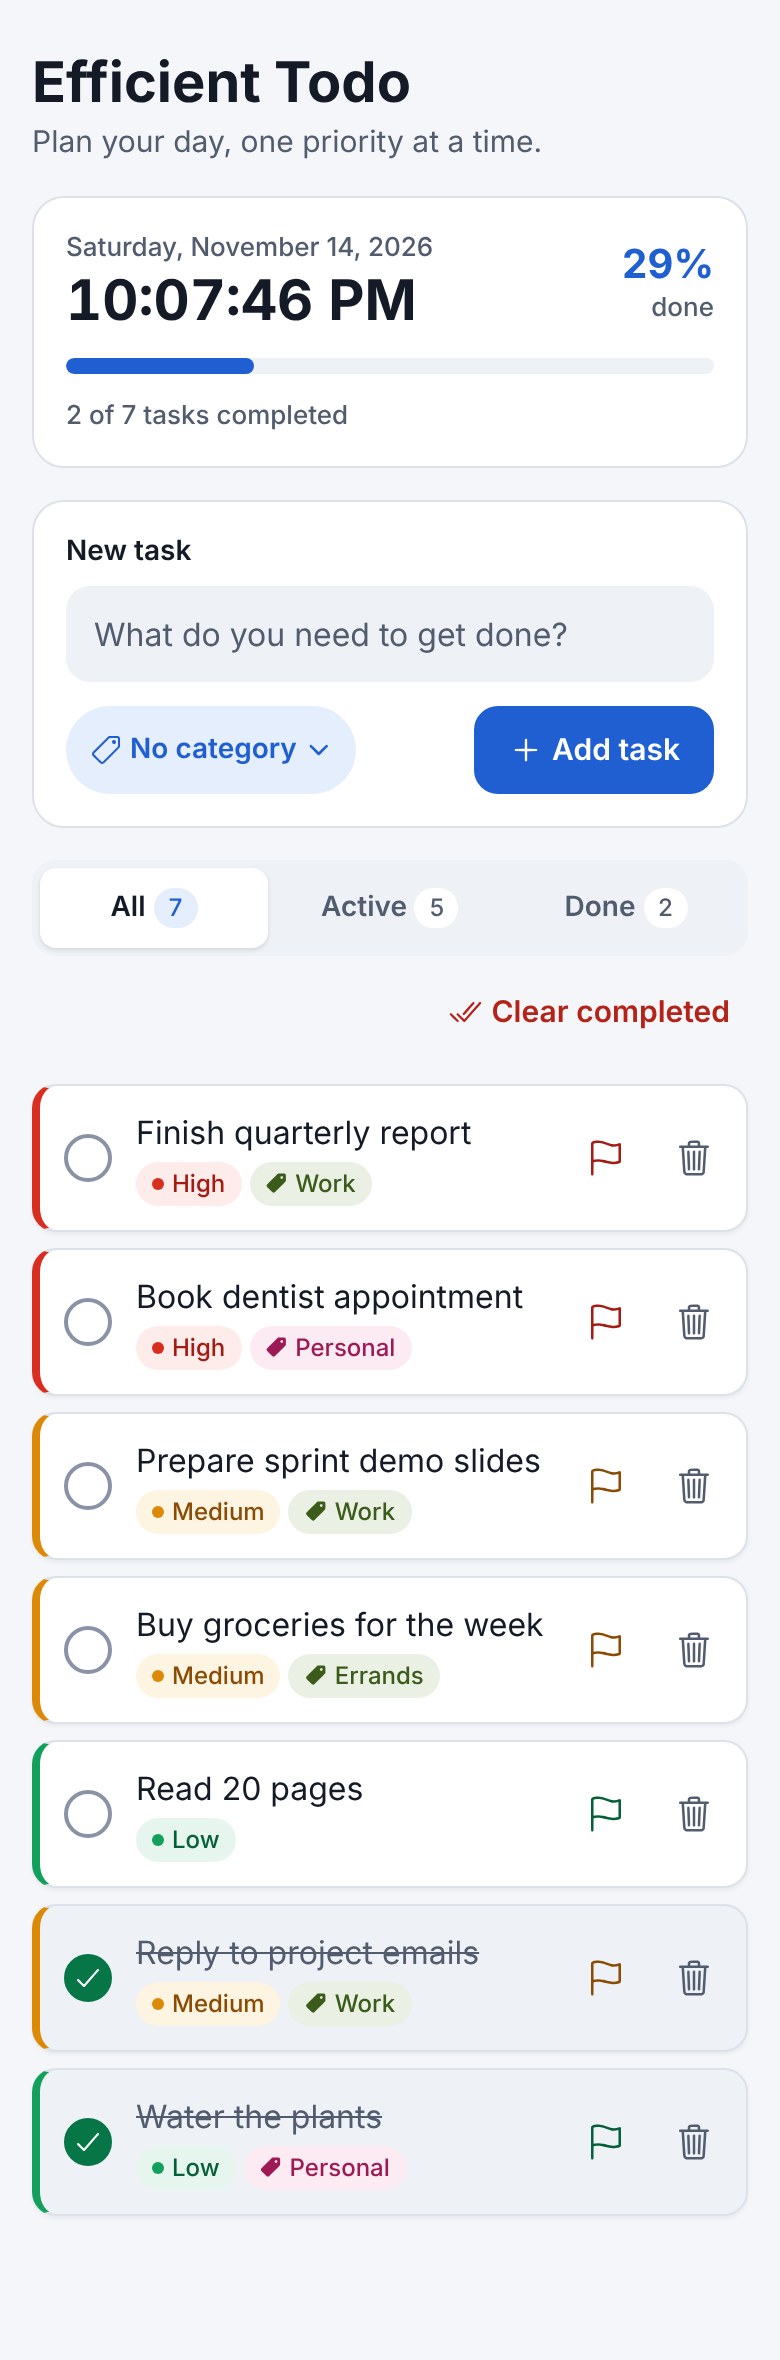 Efficient Todo
Plan your day, one priority at a time.
Saturday, November 14, 2026
10:07:46 PM
29%
done
2 of 7 tasks completed
New task
What do you need to get done?
No category
Add task
All 7 Active 5 Done 2
Clear completed
Finish quarterly report
High Work
Book dentist appointment
High Personal
Prepare sprint demo slides
Medium Work
Buy groceries for the week
Medium Errands
Read 20 pages
Low
Reply to project emails
Medium Work
Water the plants
Low Personal